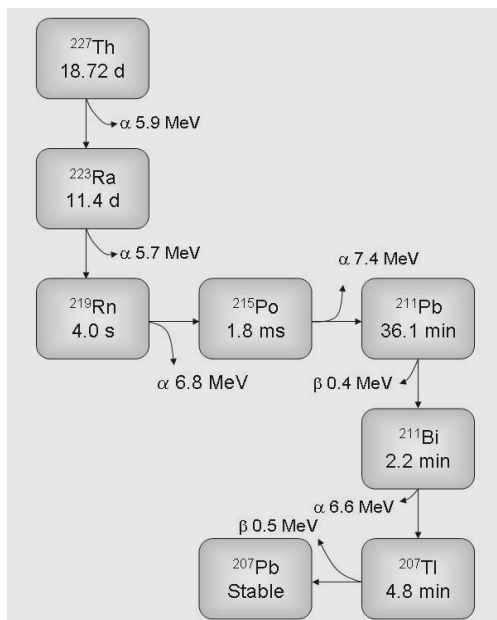 ²²⁷Th
18.72 d
α 5.9 MeV
²²³Ra
11.4 d
α 5.7 MeV
²¹⁹Rn
4.0 s
α 6.8 MeV
²¹⁵Po
1.8 ms
α 7.4 MeV
²¹¹Pb
36.1 min
β 0.4 MeV
²¹¹Bi
2.2 min
α 6.6 MeV
²⁰⁷Tl
4.8 min
β 0.5 MeV
²⁰⁷Pb
Stable